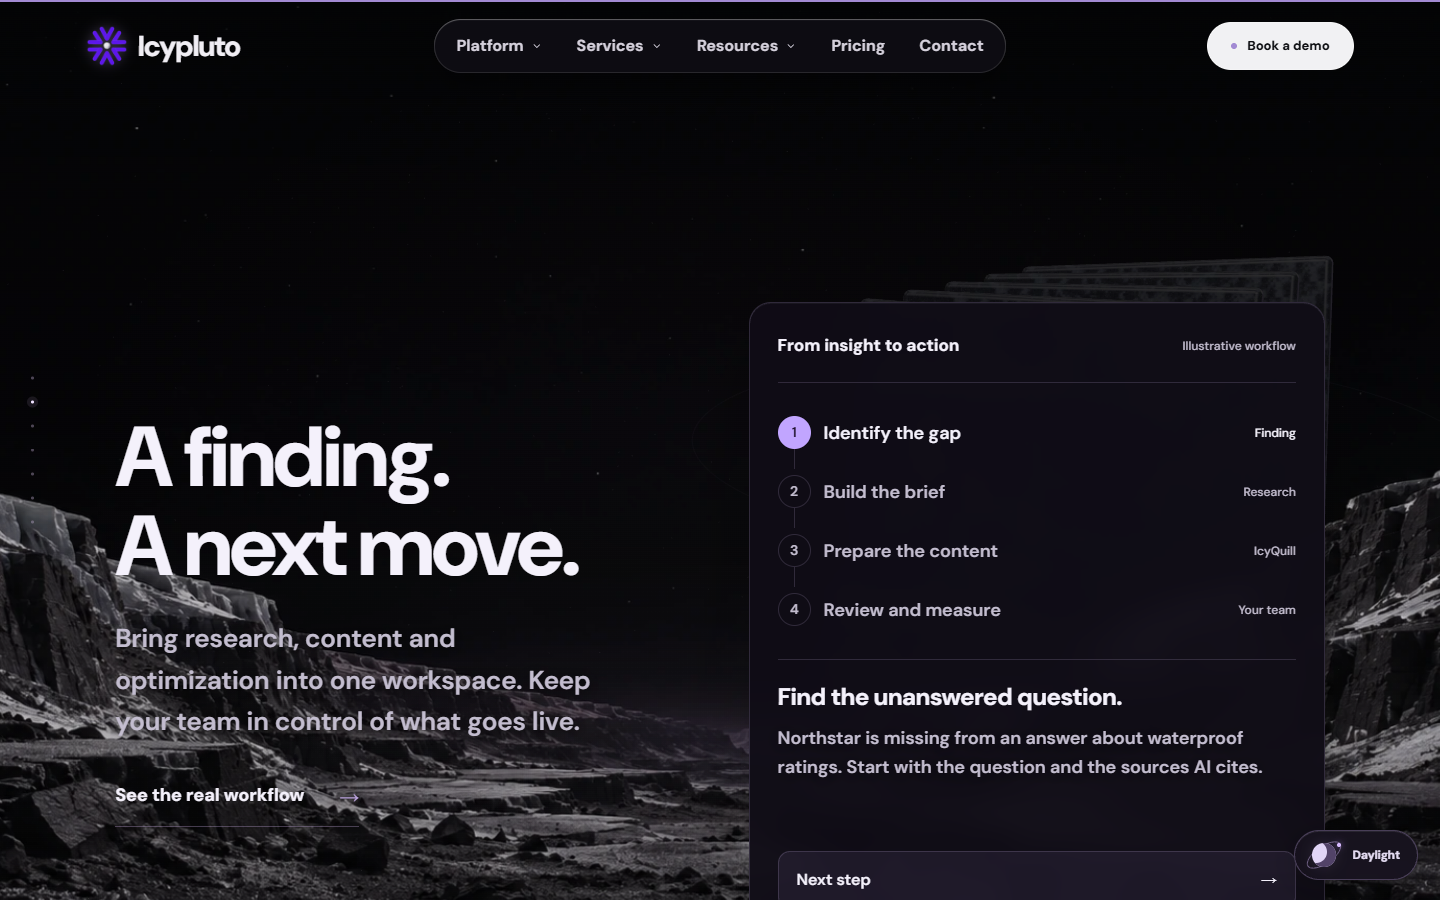 Icypluto
Platform
Services
Resources
Pricing
Contact
Book a demo
A finding.
A next move.
Bring research, content and
optimization into one workspace. Keep
your team in control of what goes live.
See the real workflow →
From insight to action
Illustrative workflow
1 Identify the gap
Finding
2 Build the brief
Research
3 Prepare the content
IcyQuill
4 Review and measure
Your team
Find the unanswered question.
Northstar is missing from an answer about waterproof
ratings. Start with the question and the sources AI cites.
Next step →
Daylight